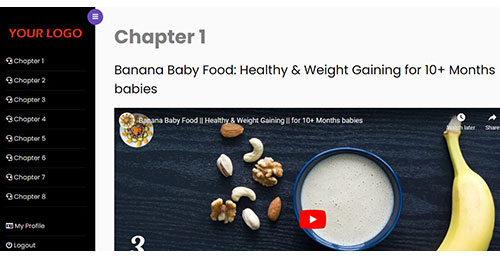 YOUR LOGO
Chapter 1
Chapter 2
Chapter 3
Chapter 4
Chapter 5
Chapter 6
Chapter 7
Chapter 8
My Profile
Logout
Chapter 1
Banana Baby Food: Healthy & Weight Gaining for 10+ Months
babies
Banana Baby Food || Healthy & Weight Gaining || for 10+ Months babies
Watch later
Share
3